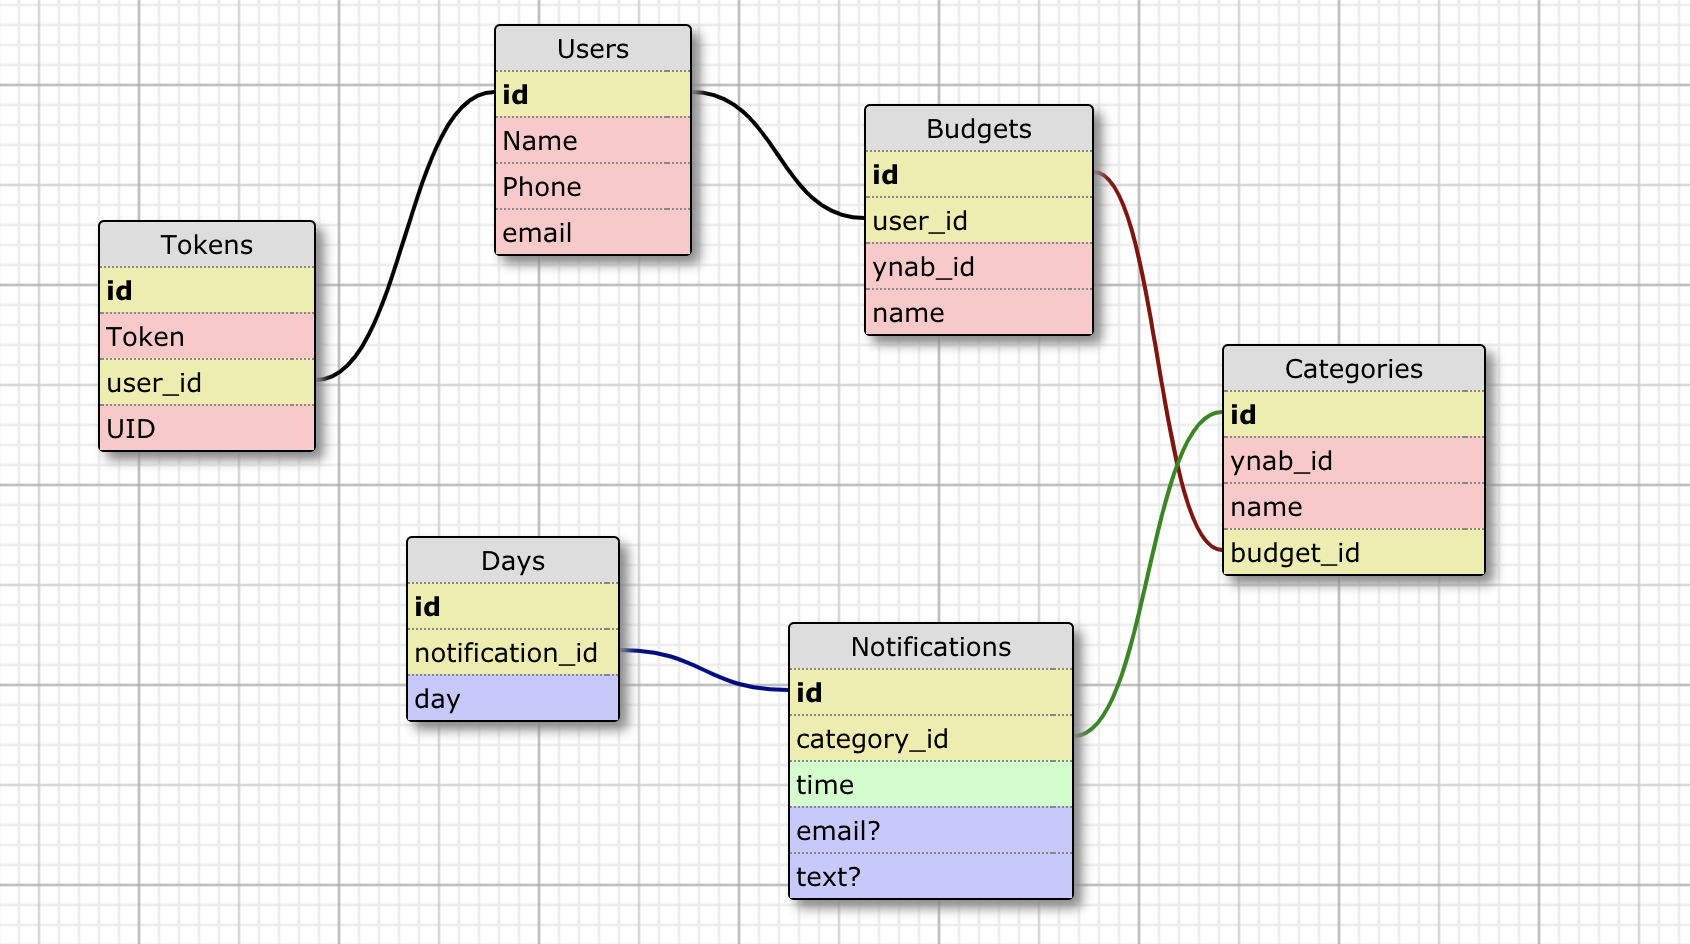 Users
id
Name
Phone
email
Budgets
id
user_id
ynab_id
name
Tokens
id
Token
user_id
UID
Categories
id
ynab_id
name
budget_id
Days
id
notification_id
day
Notifications
id
category_id
time
email?
text?